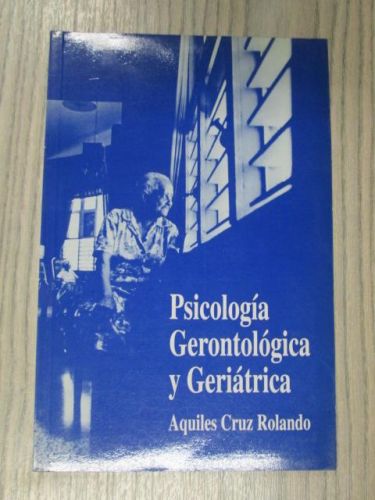 Psicología
Gerontológica
y Geriátrica
Aquiles Cruz Rolando